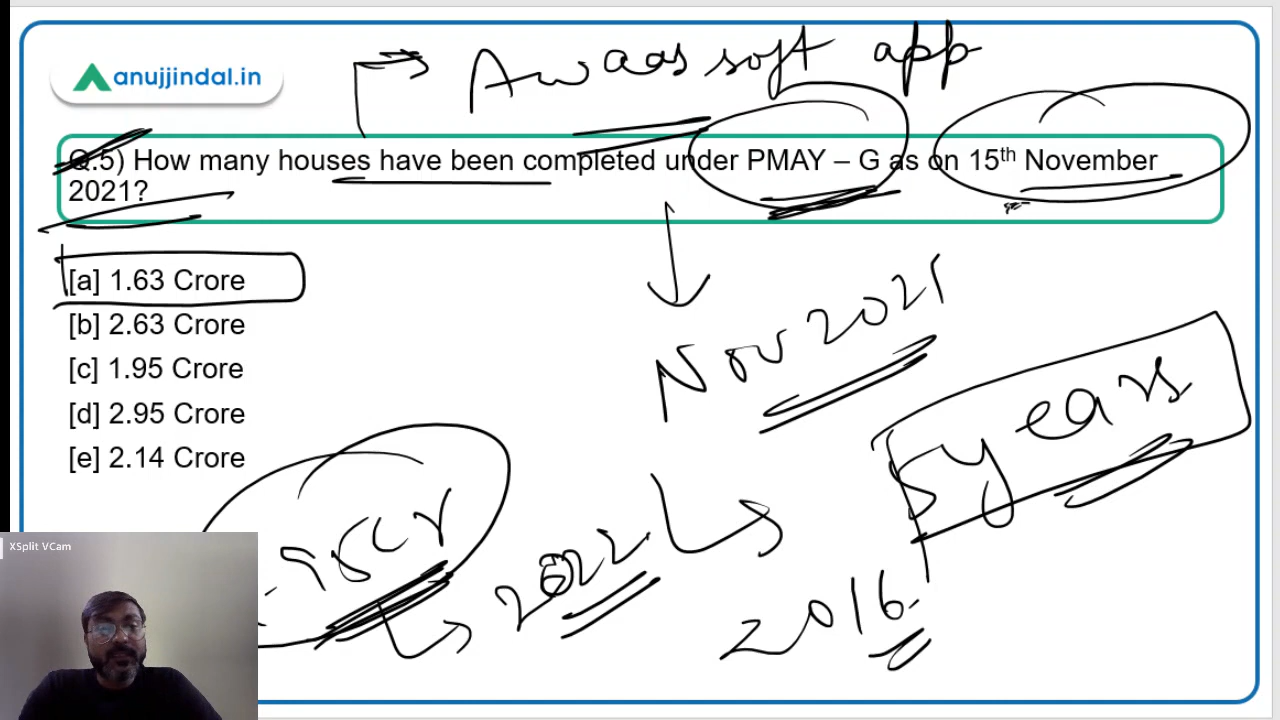 Awaas soft app
anujjindal.in
Q.5) How many houses have been completed under PMAY – G as on 15th November
2021?
[a] 1.63 Crore
[b] 2.63 Crore
[c] 1.95 Crore
[d] 2.95 Crore
[e] 2.14 Crore
Nov 2021
5 years
2022
2016
XSplit VCam